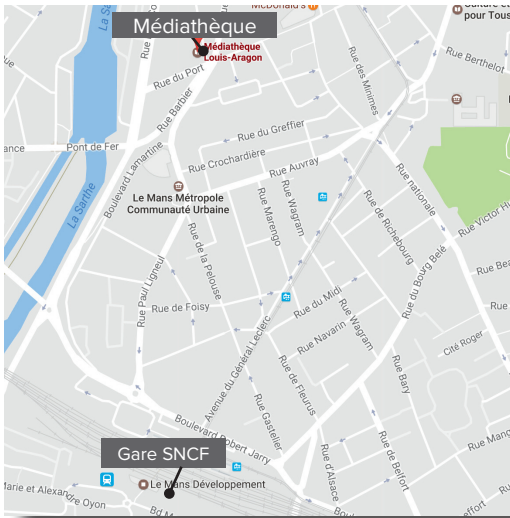 Médiathèque
McDonald's
pour Tous
Médiathèque
Louis-Aragon
Rue du Port
Rue Barbier
Rue des Minimes
Rue Berthelot
Rue du Greffier
Pont de Fer
Rue Crochardière
Rue Auvray
Boulevard Lamartine
La Sarthe
Le Mans Métropole
Communauté Urbaine
Rue Marengo
Rue Wagram
Rue nationale
Rue de Richebourg
Rue Victor Hu
Rue de la Pelouse
Rue du Bourg Belé
Rue Paul Ligneul
Rue de Foisy
Rue du Midi
Rue Bea
Rue Navarin
Rue Wagram
Cité Roger
Avenue du Général Leclerc
Rue de Fleurus
Rue Bary
Rue Gastelier
Boulevard Robert Jarry
Rue Mang
Gare SNCF
Rue d'Alsace
Rue de Belfort
Le Mans Développement
Marie et Alexandre Oyon
Bd M
effort